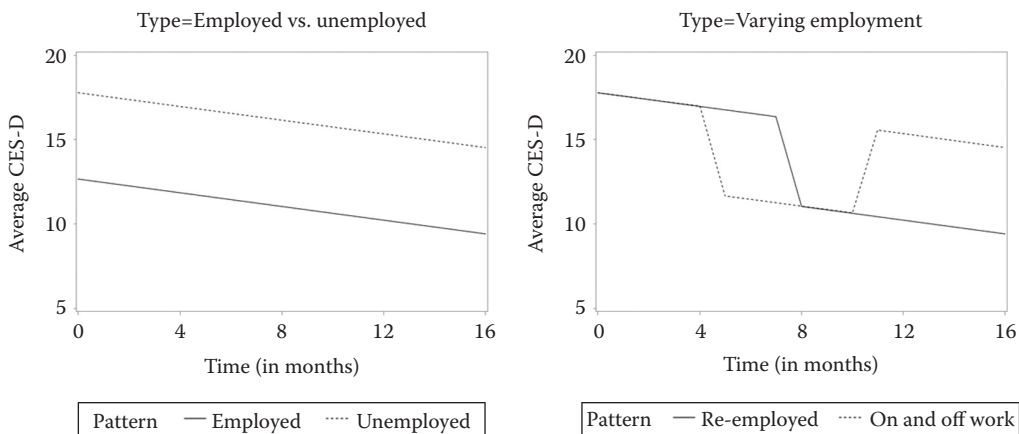 Type=Employed vs. unemployed
20
15
10
5
Average CES-D
0 4 8 12 16
Time (in months)
Pattern Employed Unemployed
Type=Varying employment
20
15
10
5
Average CES-D
0 4 8 12 16
Time (in months)
Pattern Re-employed On and off work